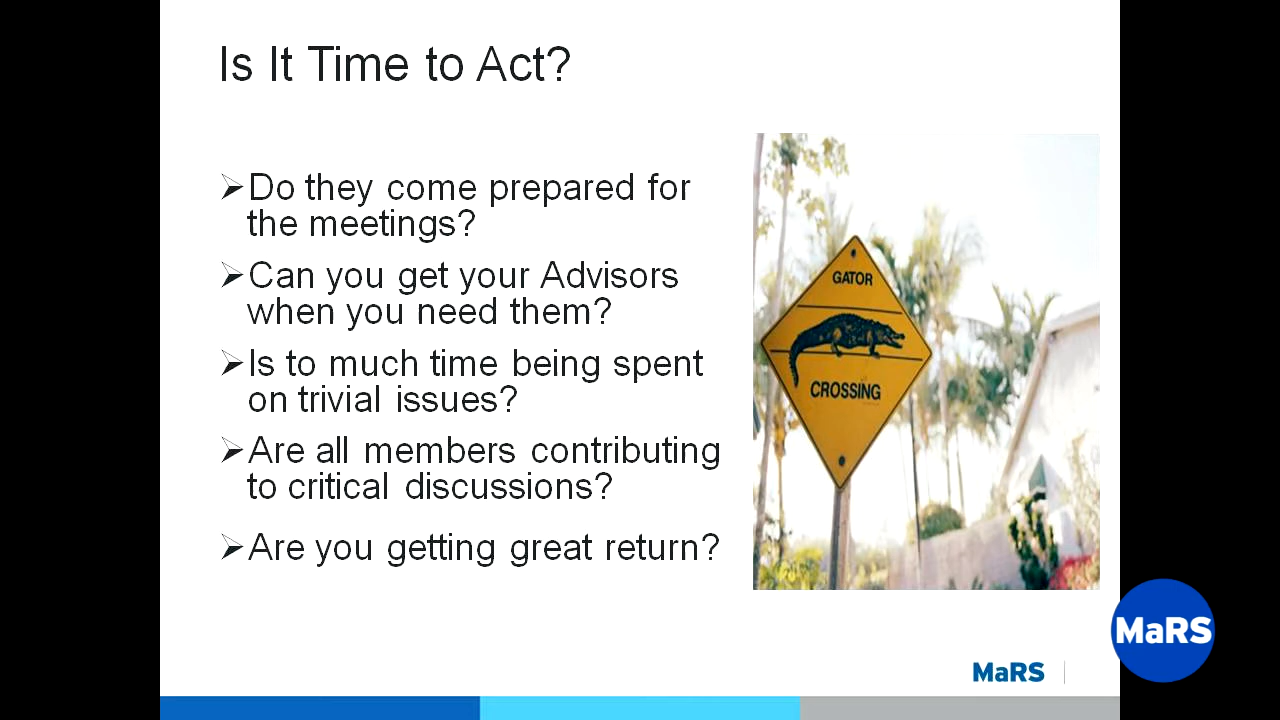 Is It Time to Act?
➢Do they come prepared for
the meetings?
➢Can you get your Advisors
when you need them?
➢Is to much time being spent
on trivial issues?
➢Are all members contributing
to critical discussions?
➢Are you getting great return?
GATOR
CROSSING
MaRS
MaRS